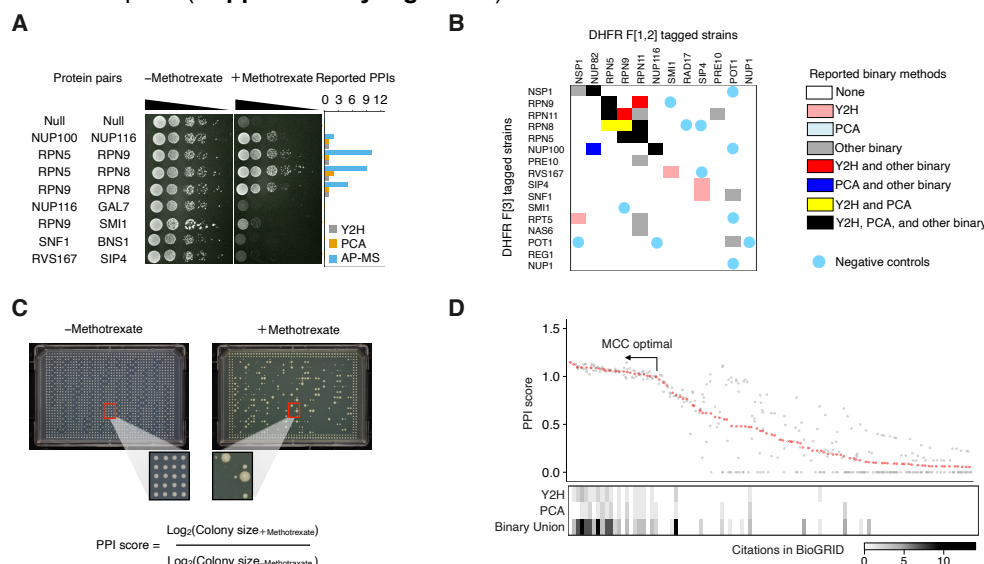 A
Protein pairs
−Methotrexate
+Methotrexate
Reported PPIs
0 3 6 9 12
Null Null
NUP100 NUP116
RPN5 RPN9
RPN5 RPN8
RPN9 RPN8
NUP116 GAL7
RPN9 SMI1
SNF1 BNS1
RVS167 SIP4
Y2H
PCA
AP-MS
B
DHFR F[1,2] tagged strains
NSP1 NUP82 RPN5 RPN9 RPN11 NUP116 SMI1 RAD17 SIP4 PRE10 POT1 NUP1
DHFR F[3] tagged strains
NSP1
RPN9
RPN11
RPN8
RPN5
NUP100
PRE10
RVS167
SIP4
SNF1
SMI1
RPT5
NAS6
POT1
REG1
NUP1
Reported binary methods
None
Y2H
PCA
Other binary
Y2H and other binary
PCA and other binary
Y2H and PCA
Y2H, PCA, and other binary
Negative controls
C
−Methotrexate
+Methotrexate
PPI score =
Log2(Colony size+Methotrexate)
Log2(Colony size−Methotraxate)
D
PPI score
1.5
1.0
0.5
0.0
MCC optimal
Y2H
PCA
Binary Union
Citations in BioGRID
0 5 10